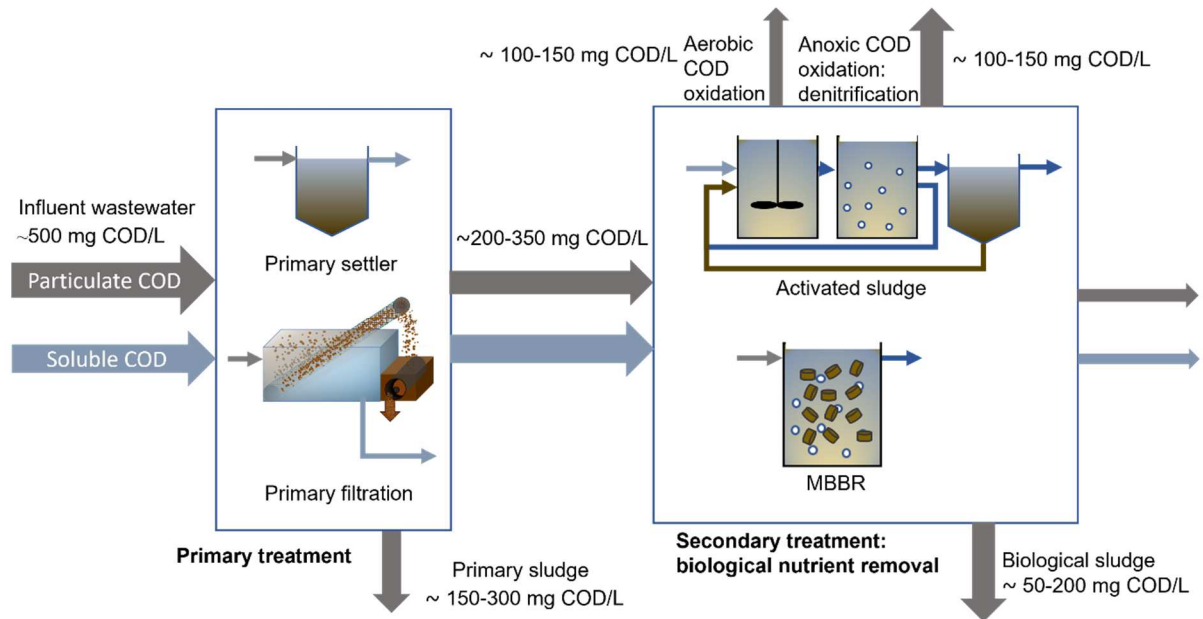 ~ 100-150 mg COD/L
Aerobic
COD
oxidation
Anoxic COD
oxidation:
denitrification
~ 100-150 mg COD/L
Influent wastewater
~500 mg COD/L
Particulate COD
Soluble COD
Primary settler
Primary filtration
Primary treatment
Primary sludge
~ 150-300 mg COD/L
~200-350 mg COD/L
Activated sludge
MBBR
Secondary treatment:
biological nutrient removal
Biological sludge
~ 50-200 mg COD/L